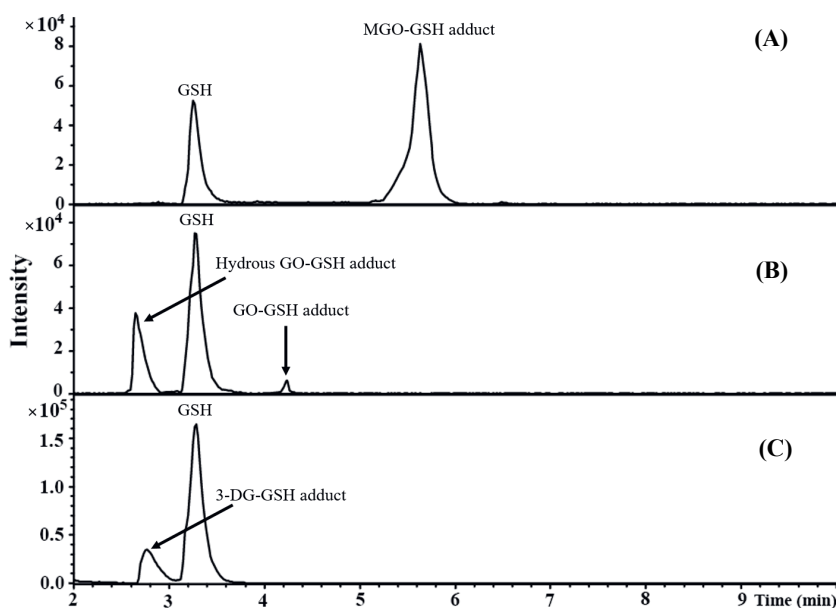 ×10⁴
MGO-GSH adduct
(A)
8
GSH
6
4
2
0
×10⁴
GSH
Hydrous GO-GSH adduct
(B)
6
GO-GSH adduct
4
2
0
Intensity
×10⁵
GSH
(C)
1.5
3-DG-GSH adduct
1.0
0.5
0.0
2 3 4 5 6 7 8 9 Time (min)